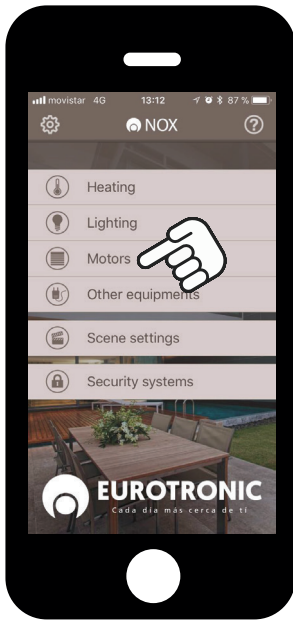 movistar 4G 13:12 87 %
NOX
Heating
Lighting
Motors
Other equipments
Scene settings
Security systems
EUROTRONIC
Cada día más cerca de ti